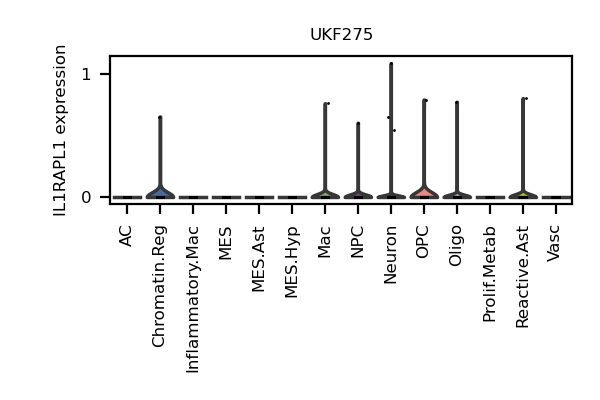 UKF275
IL1RAPL1 expression
1
0
AC
Chromatin.Reg
Inflammatory.Mac
MES
MES.Ast
MES.Hyp
Mac
NPC
Neuron
OPC
Oligo
Prolif.Metab
Reactive.Ast
Vasc